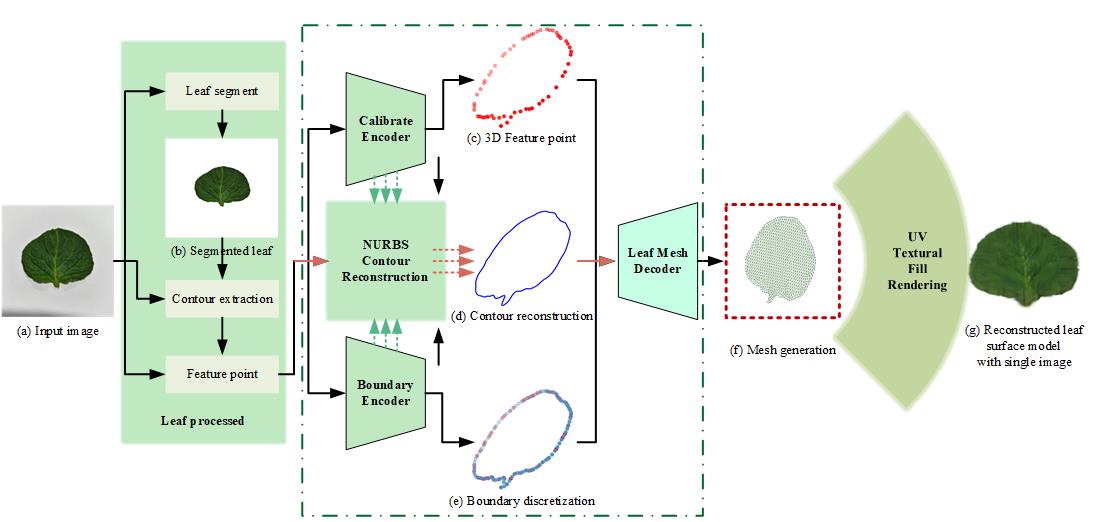 Leaf segment
(b) Segmented leaf
Contour extraction
Feature point
Leaf processed
(a) Input image
Calibrate
Encoder
NURBS
Contour
Reconstruction
Boundary
Encoder
(c) 3D Feature point
(d) Contour reconstruction
(e) Boundary discretization
Leaf Mesh
Decoder
(f) Mesh generation
UV
Textural
Fill
Rendering
(g) Reconstructed leaf
surface model
with single image